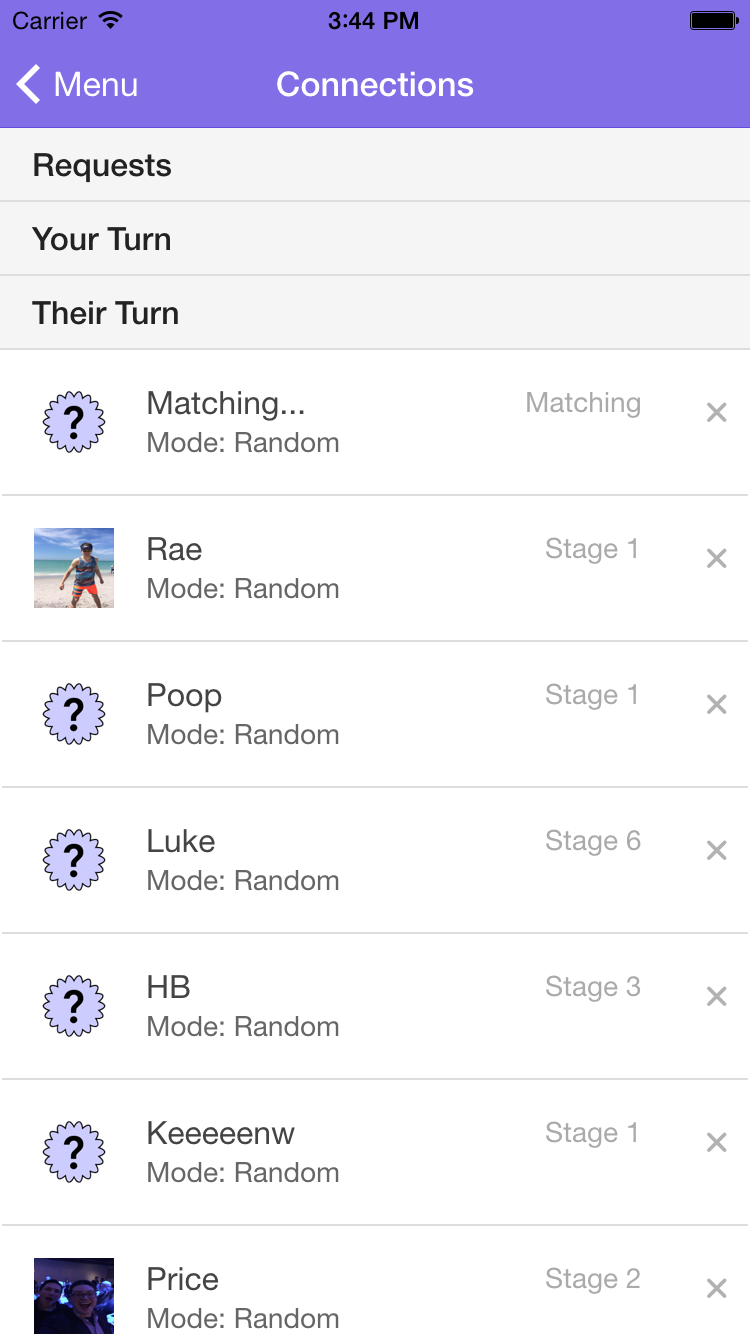 Carrier 3:44 PM
Menu Connections
Requests
Your Turn
Their Turn
? Matching... Matching ×
Mode: Random
Rae Stage 1 ×
Mode: Random
? Poop Stage 1 ×
Mode: Random
? Luke Stage 6 ×
Mode: Random
? HB Stage 3 ×
Mode: Random
? Keeeeenw Stage 1 ×
Mode: Random
Price Stage 2 ×
Mode: Random